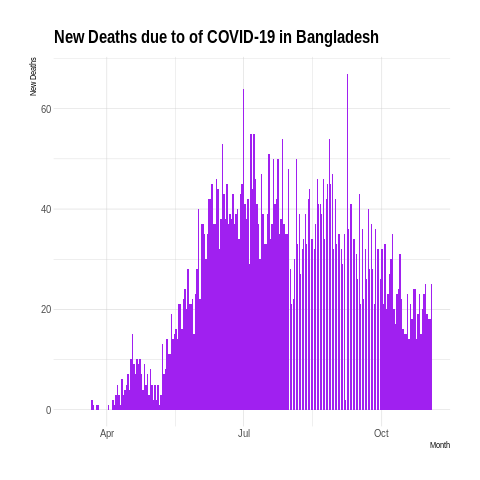 New Deaths due to of COVID-19 in Bangladesh
New Deaths
60
40
20
0
Apr
Jul
Oct
Month